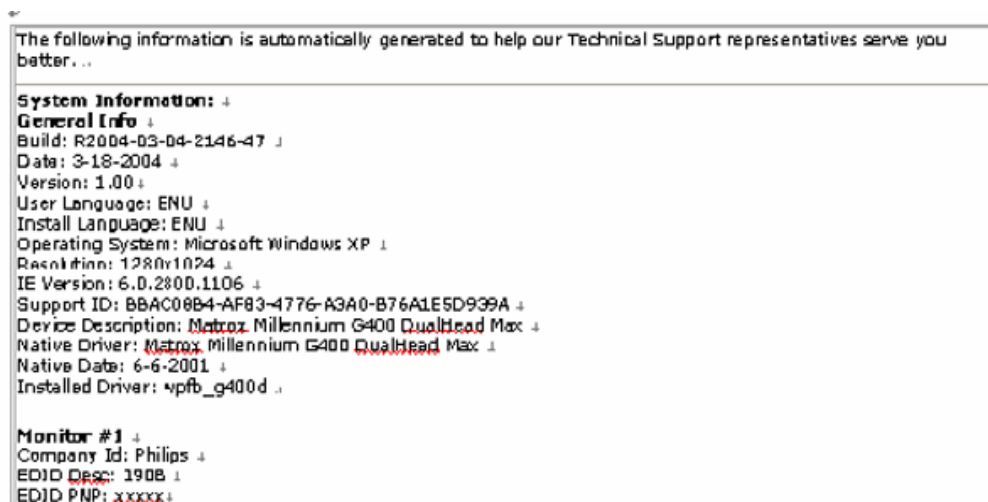 The following information is automatically generated to help our Technical Support representatives serve you
better...
System Information:
General Info
Build: R2004-03-04-2146-47
Date: 3-18-2004
Version: 1.00
User Language: ENU
Install Language: ENU
Operating System: Microsoft Windows XP
Resolution: 1280x1024
IE Version: 6.0.2800.1106
Support ID: BBAC08B4-AF83-4776-A3A0-B76A1E5D939A
Device Description: Matrox Millennium G400 DualHead Max
Native Driver: Matrox Millennium G400 DualHead Max
Native Date: 6-6-2001
Installed Driver: vpfb_g400d
Monitor #1
Company Id: Philips
EDID Desc: 190B
EDID PNP: xxxxx